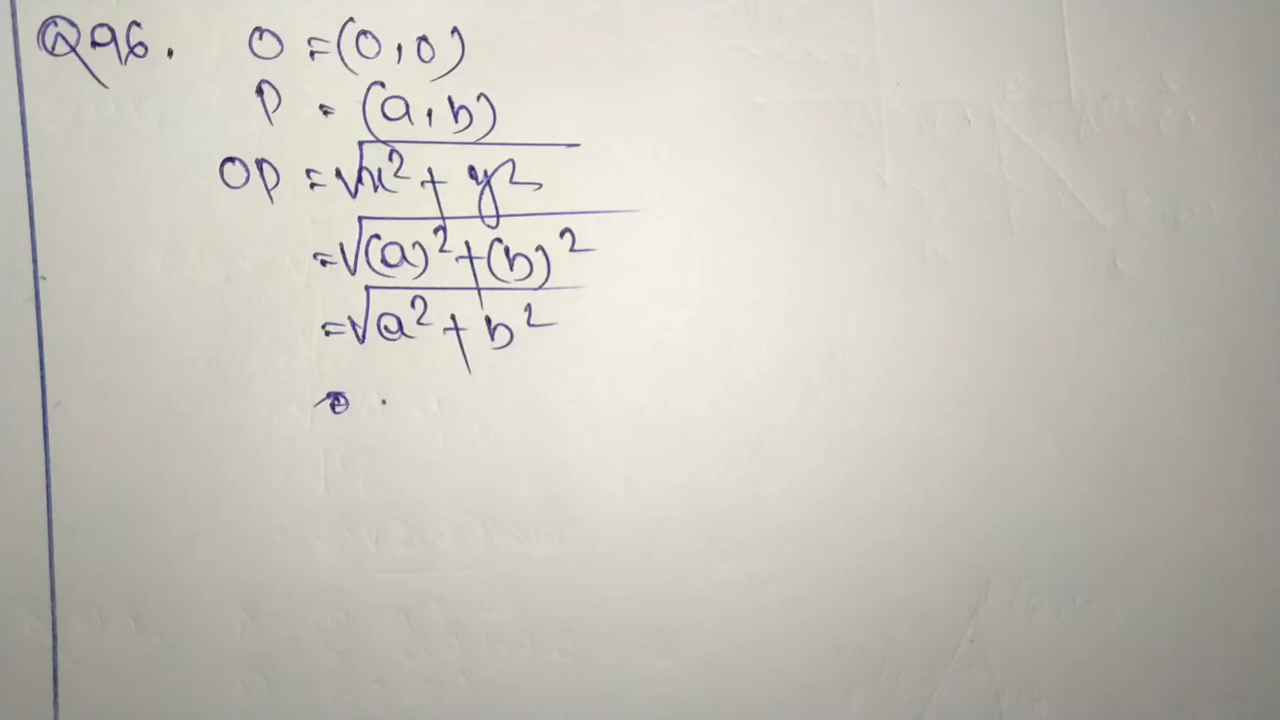 Q96. O = (0,0)
P = (a,b)
OP = √x² + y²
= √(a)² + (b)²
= √a² + b²